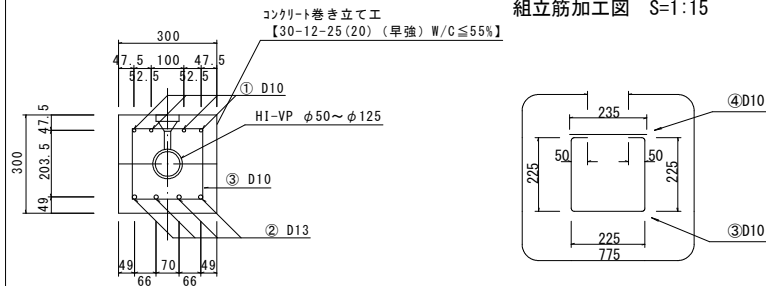 組立筋加工図 S=1:15
コンクリート巻き立て工
【30-12-25(20) (早強) W/C≦55%】
300
47.5 100 47.5
52.5 52.5
① D10
HI-VP φ50～φ125
③ D10
② D13
300
47.5
203.5
49
49 70 49
66 66
④D10
235
50 50
225 225
③D10
225
775